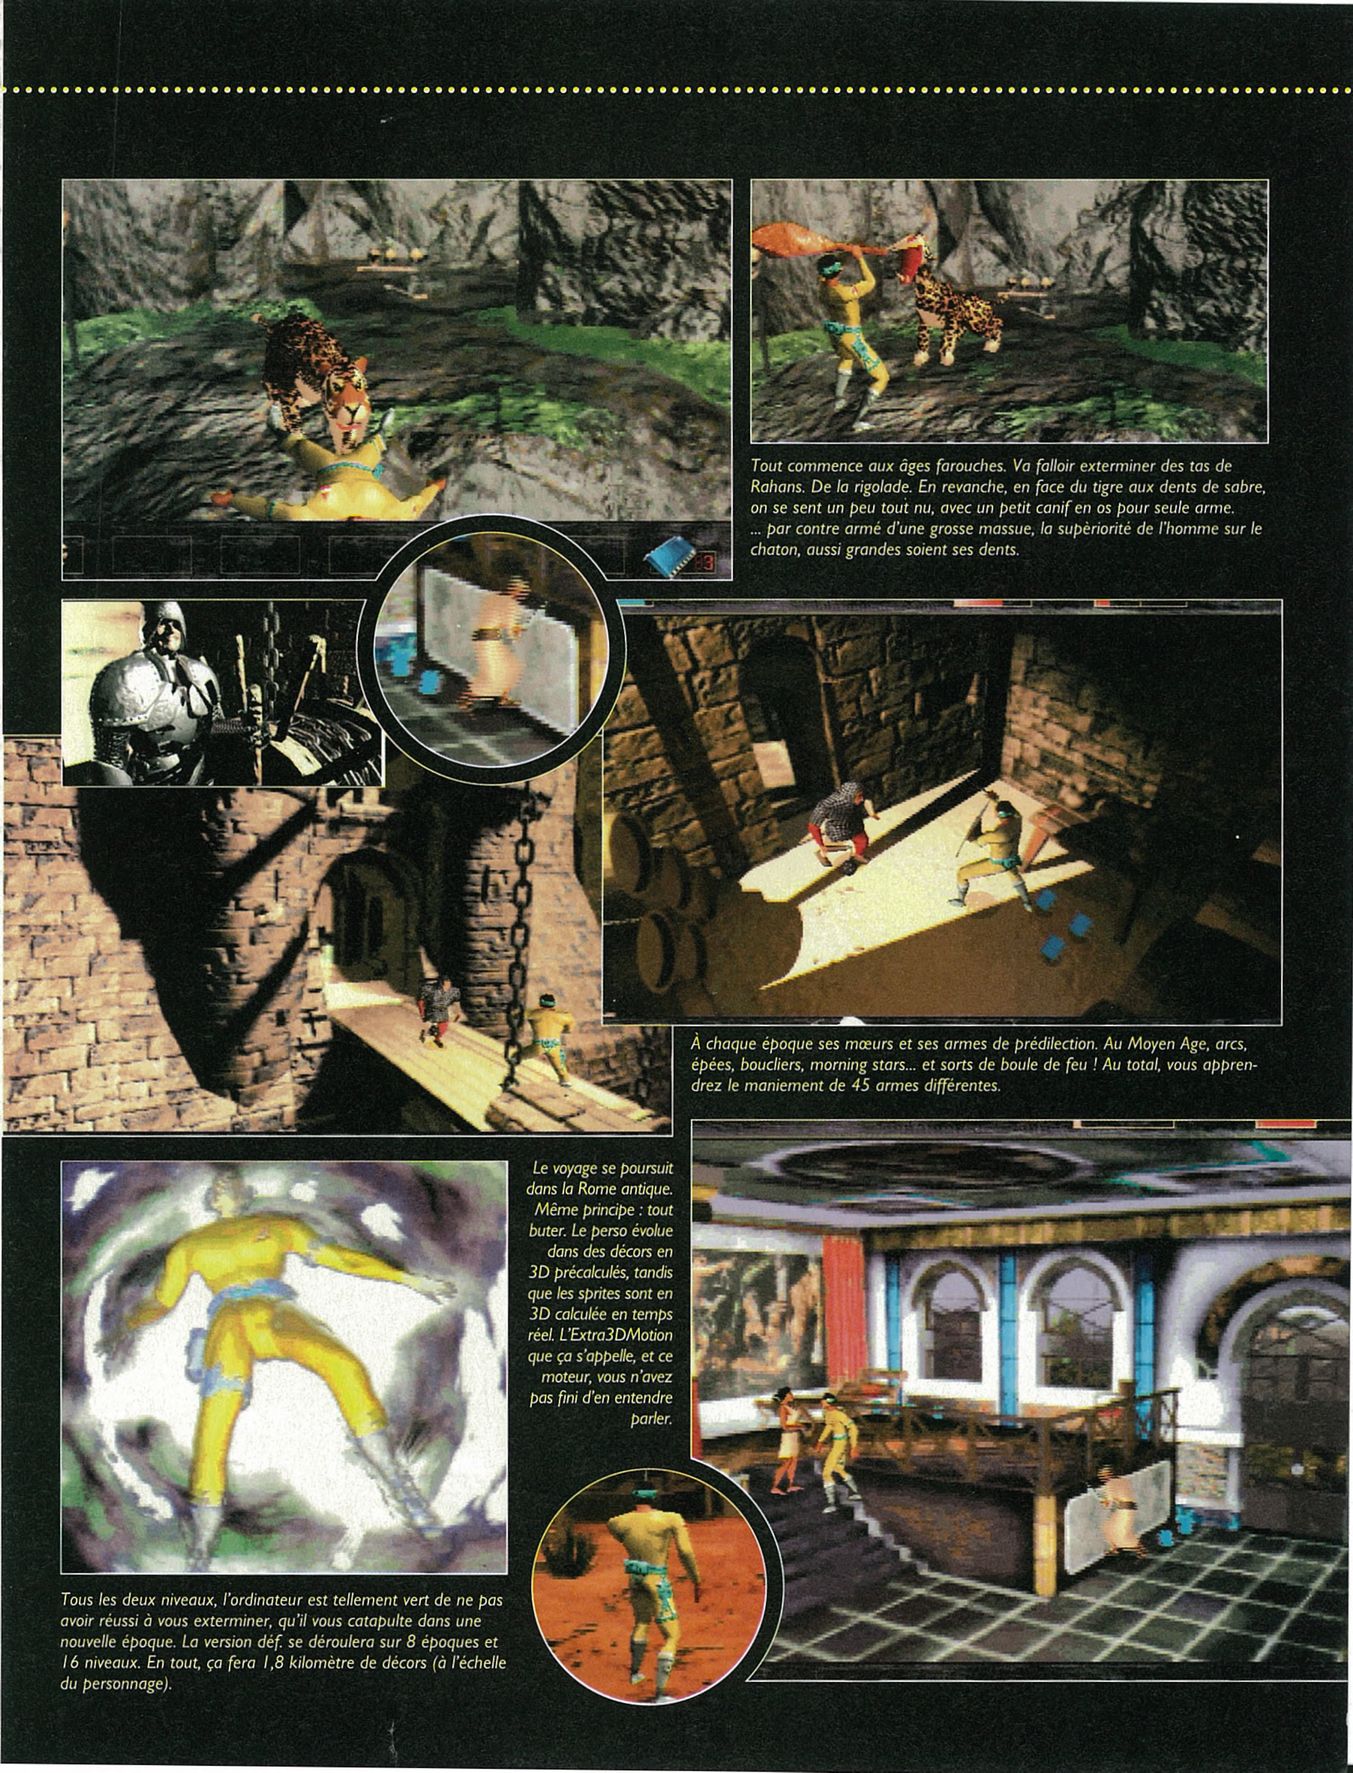 3
Tout commence aux âges farouches. Va falloir exterminer des tas de
Rahans. De la rigolade. En revanche, en face du tigre aux dents de sabre,
on se sent un peu tout nu, avec un petit canif en os pour seule arme.
... par contre armé d'une grosse massue, la supèriorité de l'homme sur le
chaton, aussi grandes soient ses dents.
À chaque époque ses mœurs et ses armes de prédilection. Au Moyen Age, arcs,
épées, boucliers, morning stars... et sorts de boule de feu ! Au total, vous appren-
drez le maniement de 45 armes différentes.
Le voyage se poursuit
dans la Rome antique.
Même principe : tout
buter. Le perso évolue
dans des décors en
3D précalculés, tandis
que les sprites sont en
3D calculée en temps
réel. L'Extra3DMotion
que ça s'appelle, et ce
moteur, vous n'avez
pas fini d'en entendre
parler.
Tous les deux niveaux, l'ordinateur est tellement vert de ne pas
avoir réussi à vous exterminer, qu'il vous catapulte dans une
nouvelle époque. La version déf. se déroulera sur 8 époques et
16 niveaux. En tout, ça fera 1,8 kilomètre de décors (à l'échelle
du personnage).